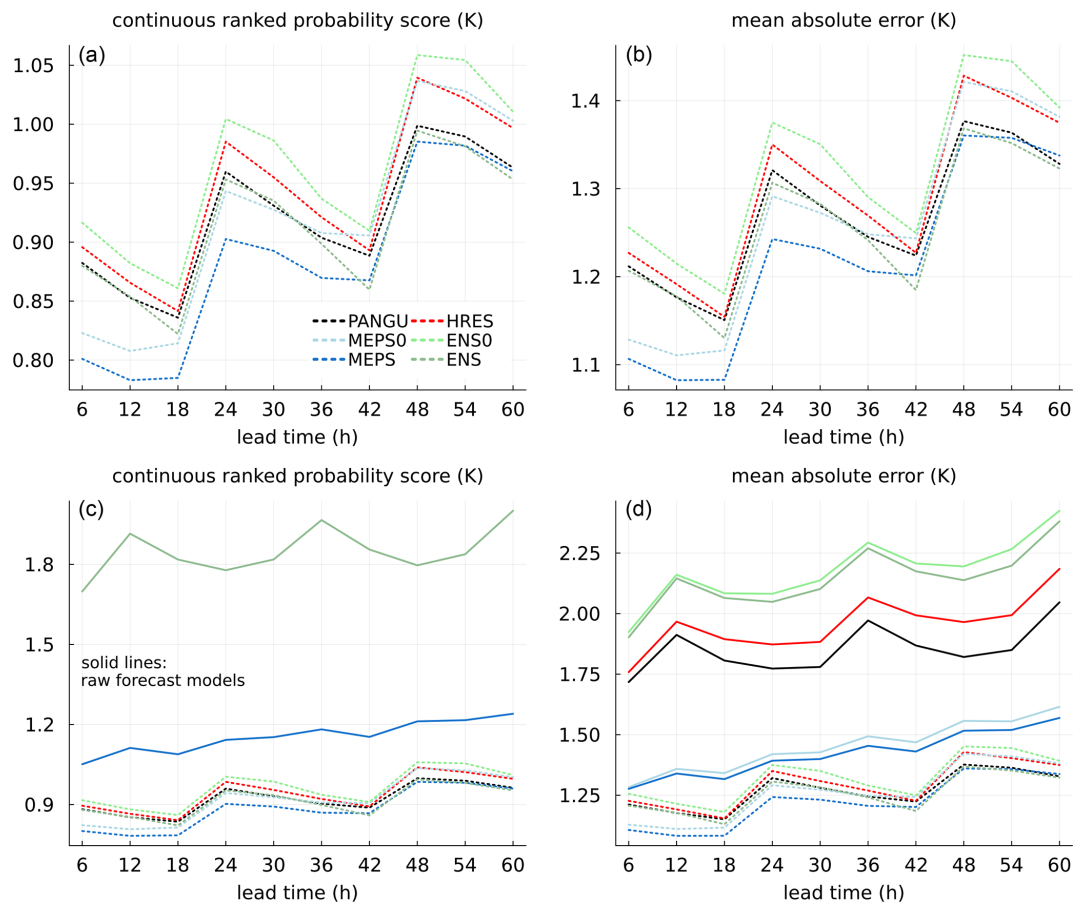 continuous ranked probability score (K)
(a)
1.05
1.00
0.95
0.90
0.85
0.80
PANGU HRES
MEPS0 ENS0
MEPS ENS
6 12 18 24 30 36 42 48 54 60
lead time (h)
mean absolute error (K)
(b)
1.4
1.3
1.2
1.1
6 12 18 24 30 36 42 48 54 60
lead time (h)
continuous ranked probability score (K)
(c)
1.8
1.5
1.2
0.9
solid lines:
raw forecast models
6 12 18 24 30 36 42 48 54 60
lead time (h)
mean absolute error (K)
(d)
2.25
2.00
1.75
1.50
1.25
6 12 18 24 30 36 42 48 54 60
lead time (h)